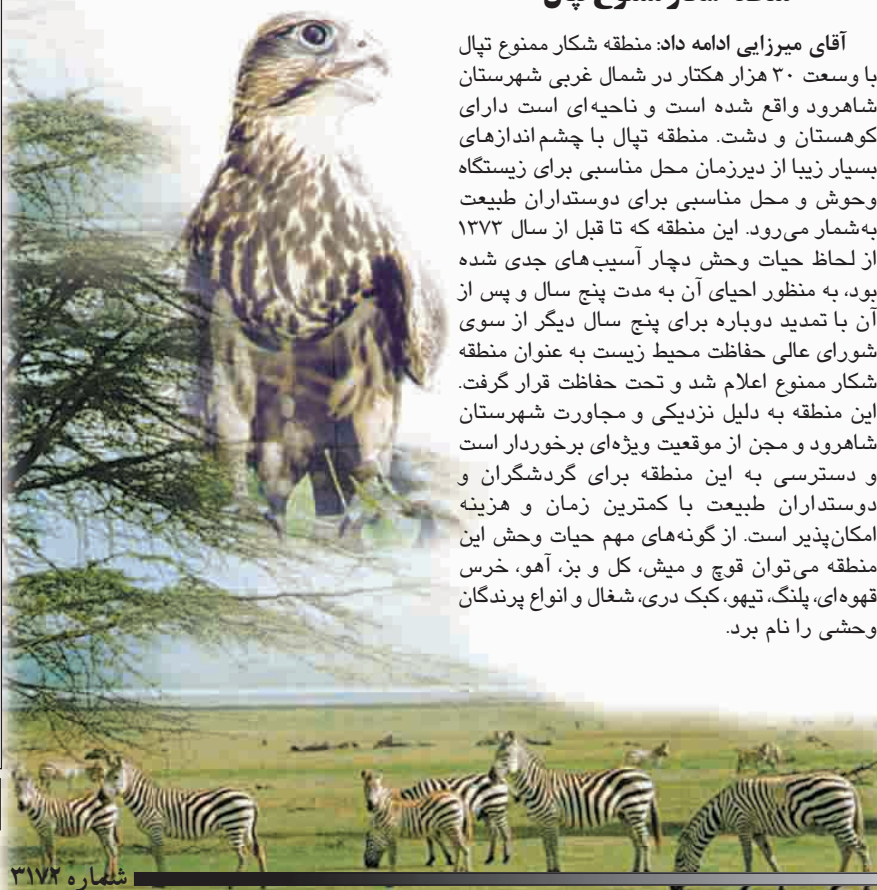 آقای میرزایی ادامه داد: منطقه شکار ممنوع تپال
با وسعت ۳۰ هزار هکتار در شمال غربی شهرستان
شاهرود واقع شده است و ناحیه‌ای است دارای
کوهستان و دشت. منطقه تپال با چشم‌اندازهای
بسیار زیبا از دیرزمان محل مناسبی برای زیستگاه
وحوش و محل مناسبی برای دوستداران طبیعت
به‌شمار می‌رود. این منطقه که تا قبل از سال ۱۳۷۳
از لحاظ حیات وحش دچار آسیب‌های جدی شده
بود، به منظور احیای آن به مدت پنج سال و پس از
آن با تمدید دوباره برای پنج سال دیگر از سوی
شورای عالی حفاظت محیط زیست به عنوان منطقه
شکار ممنوع اعلام شد و تحت حفاظت قرار گرفت.
این منطقه به دلیل نزدیکی و مجاورت شهرستان
شاهرود و مجن از موقعیت ویژه‌ای برخوردار است
و دسترسی به این منطقه برای گردشگران و
دوستداران طبیعت با کمترین زمان و هزینه
امکان‌پذیر است. از گونه‌های مهم حیات وحش این
منطقه می‌توان قوچ و میش، کل و بز، آهو، خرس
قهوه‌ای، پلنگ، تیهو، کبک دری، شغال و انواع پرندگان
وحشی را نام برد.
شماره ۳۱۷۲